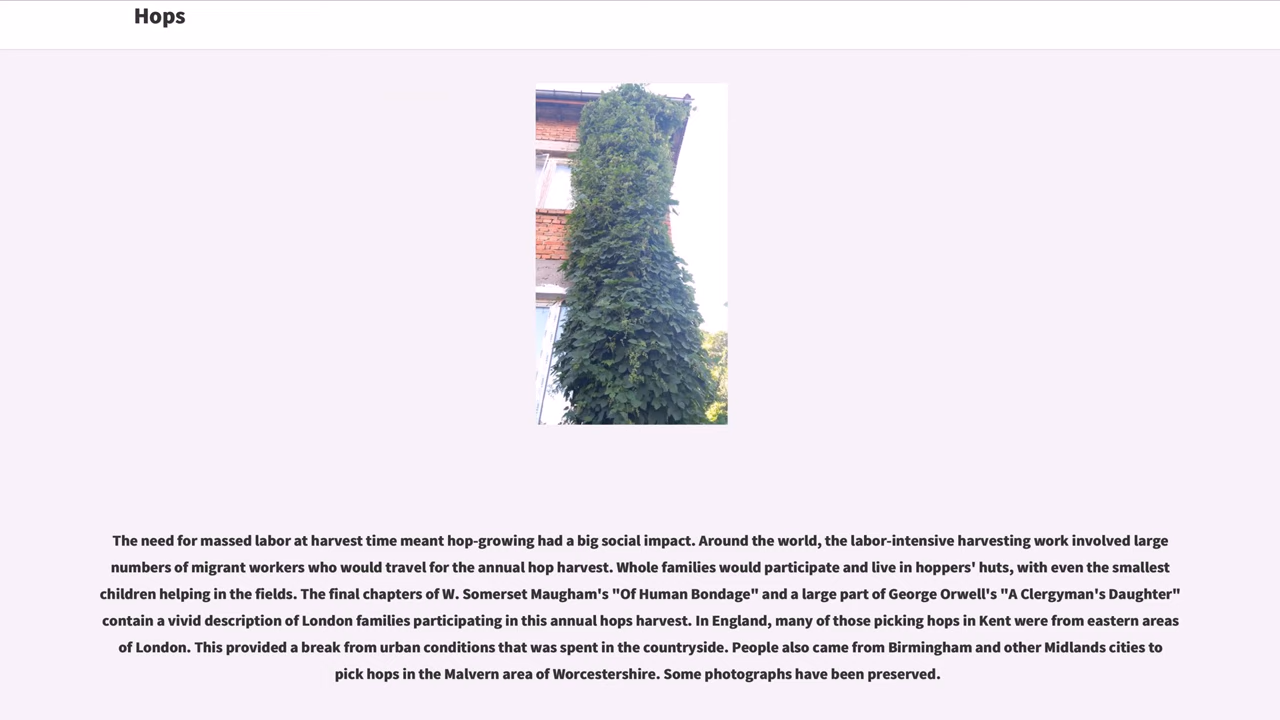 Hops
The need for massed labor at harvest time meant hop-growing had a big social impact. Around the world, the labor-intensive harvesting work involved large
numbers of migrant workers who would travel for the annual hop harvest. Whole families would participate and live in hoppers' huts, with even the smallest
children helping in the fields. The final chapters of W. Somerset Maugham's "Of Human Bondage" and a large part of George Orwell's "A Clergyman's Daughter"
contain a vivid description of London families participating in this annual hops harvest. In England, many of those picking hops in Kent were from eastern areas
of London. This provided a break from urban conditions that was spent in the countryside. People also came from Birmingham and other Midlands cities to
pick hops in the Malvern area of Worcestershire. Some photographs have been preserved.